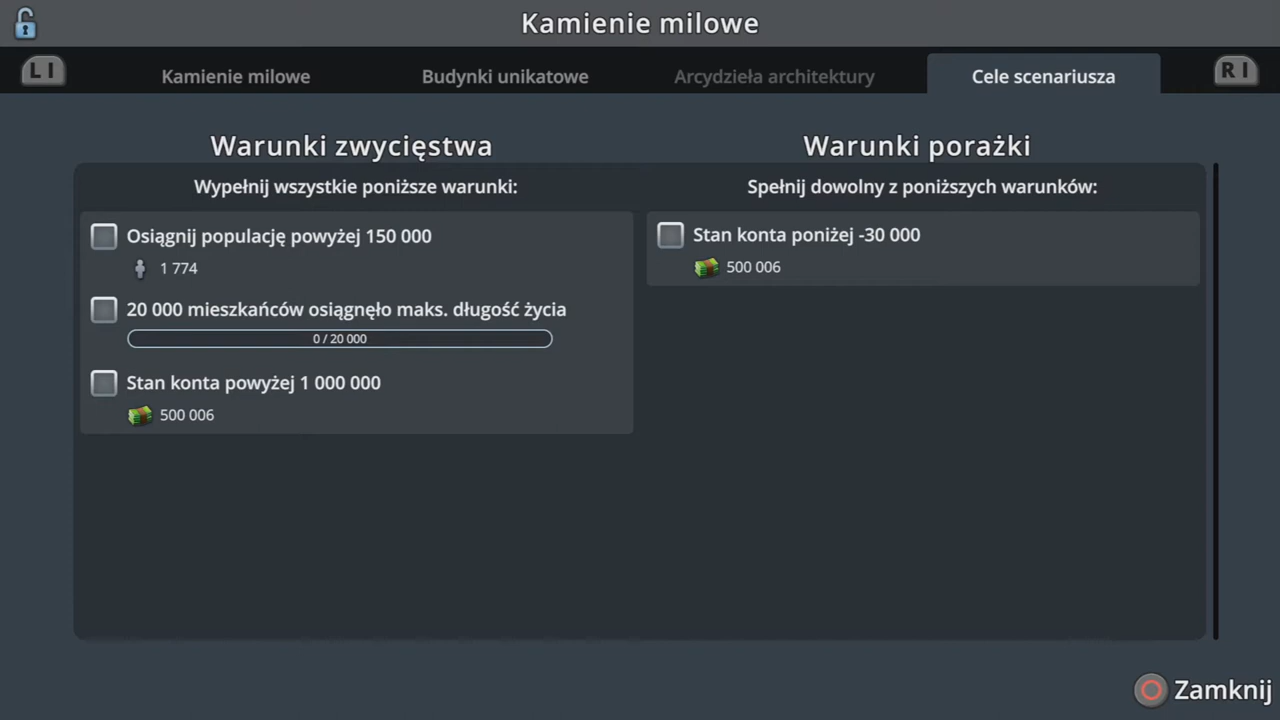 Kamienie milowe
L1
Kamienie milowe
Budynki unikatowe
Arcydzieła architektury
Cele scenariusza
R1
Warunki zwycięstwa
Wypełnij wszystkie poniższe warunki:
Osiągnij populację powyżej 150 000
1 774
20 000 mieszkańców osiągnęło maks. długość życia
0 / 20 000
Stan konta powyżej 1 000 000
500 006
Warunki porażki
Spełnij dowolny z poniższych warunków:
Stan konta poniżej -30 000
500 006
Zamknij